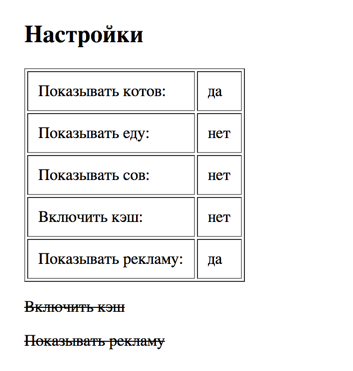 Настройки
Показывать котов: да
Показывать еду: нет
Показывать сов: нет
Включить кэш: нет
Показывать рекламу: да
Включить кэш
Показывать рекламу